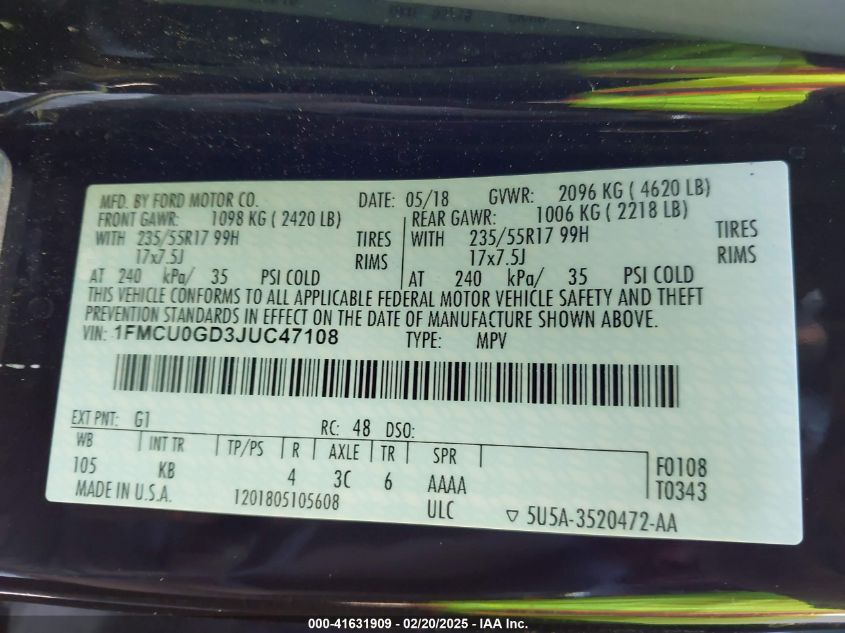 MFD. BY FORD MOTOR CO. DATE: 05/18 GVWR: 2096 KG ( 4620 LB)
FRONT GAWR: 1098 KG ( 2420 LB) REAR GAWR: 1006 KG ( 2218 LB)
WITH 235/55R17 99H TIRES WITH 235/55R17 99H TIRES
17x7.5J RIMS 17x7.5J RIMS
AT 240 kPa/ 35 PSI COLD AT 240 kPa/ 35 PSI COLD
THIS VEHICLE CONFORMS TO ALL APPLICABLE FEDERAL MOTOR VEHICLE SAFETY AND THEFT
PREVENTION STANDARDS IN EFFECT ON THE DATE OF MANUFACTURE SHOWN ABOVE.
VIN: 1FMCU0GD3JUC47108 TYPE: MPV
EXT PNT: G1 RC: 48 DSO:
WB INT TR TP/PS R AXLE TR SPR F0108
105 KB 4 3C 6 AAAA T0343
MADE IN U.S.A. 1201805105608 ULC ▽ 5U5A-3520472-AA
000-41631909 — 02/20/2025 - IAA Inc.